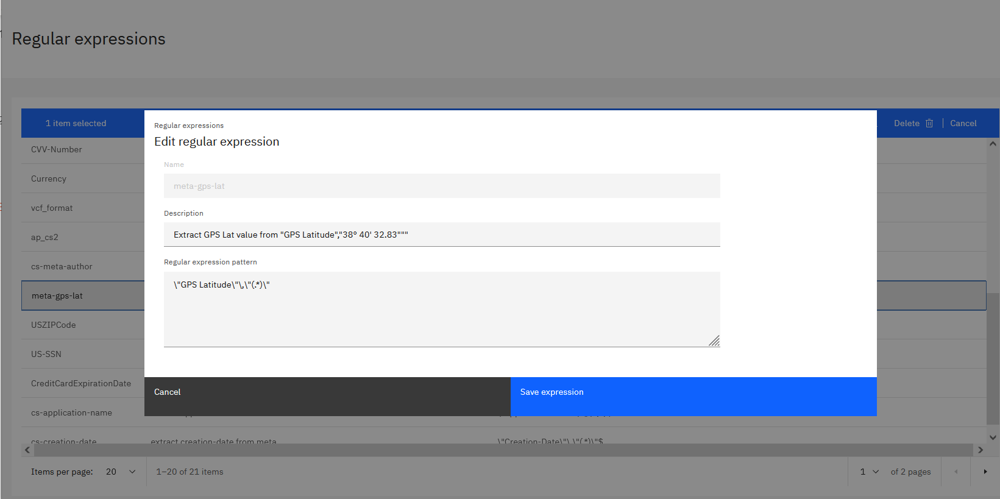 Regular expressions
1 item selected
Delete
Cancel
Regular expressions
Edit regular expression
Name
meta-gps-lat
Description
Extract GPS Lat value from "GPS Latitude","38° 40' 32.83"""
Regular expression pattern
\"GPS Latitude\"\,\"(.*)\"
Cancel
Save expression
CVV-Number
Currency
vcf_format
ap_cs2
cs-meta-author
meta-gps-lat
USZIPCode
US-SSN
CreditCardExpirationDate
cs-application-name
cs-creation-date extract creation-date from meta \"Creation-Date\"\,\"(.*)\"$
Items per page: 20 1–20 of 21 items 1 of 2 pages